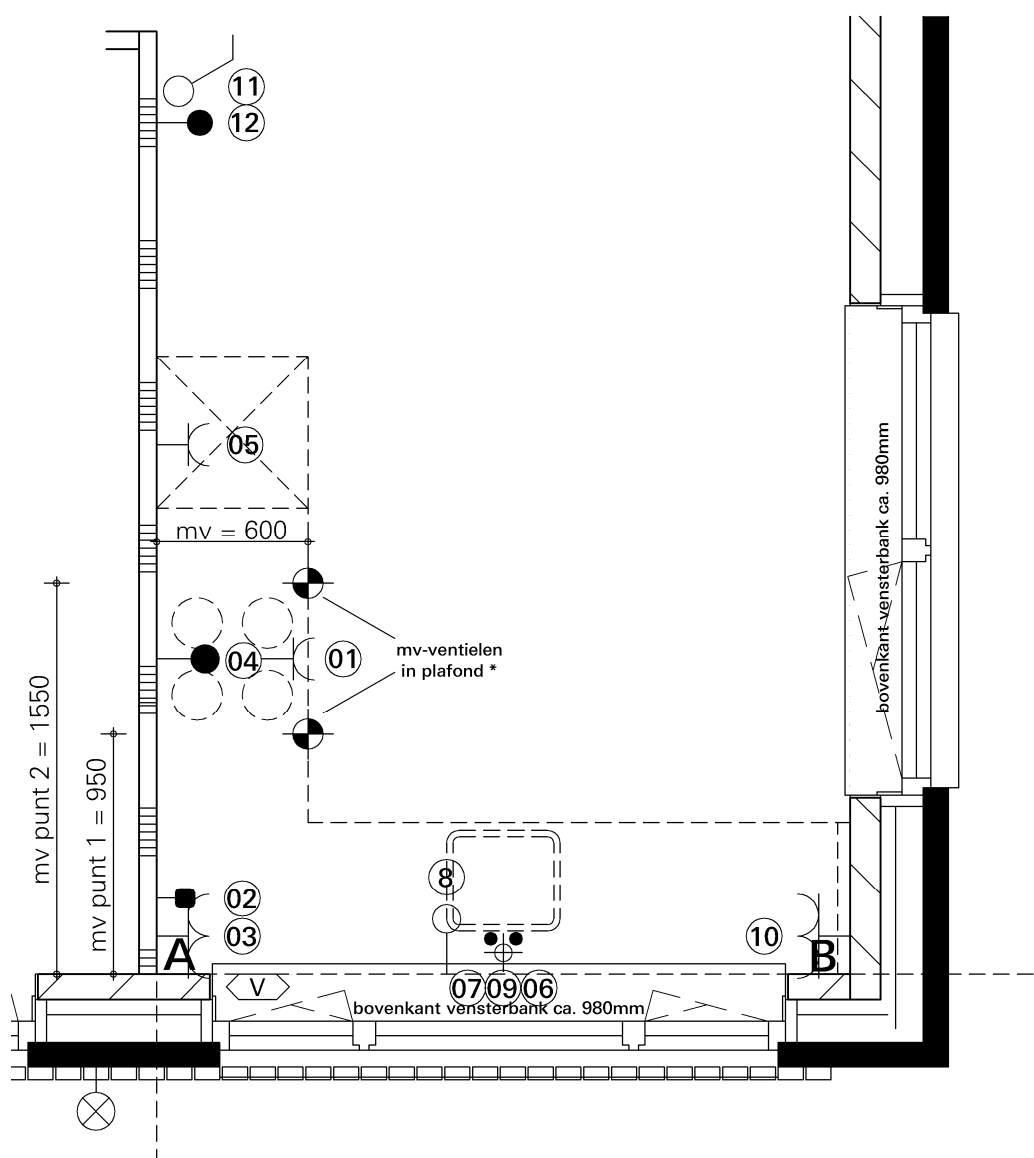 11
12
05
mv = 600
mv-ventielen
in plafond *
04
01
mv punt 2 = 1550
mv punt 1 = 950
bovenkant vensterbank ca. 980mm
8
02
03
10
A
B
V
07 09 06
bovenkant vensterbank ca. 980mm